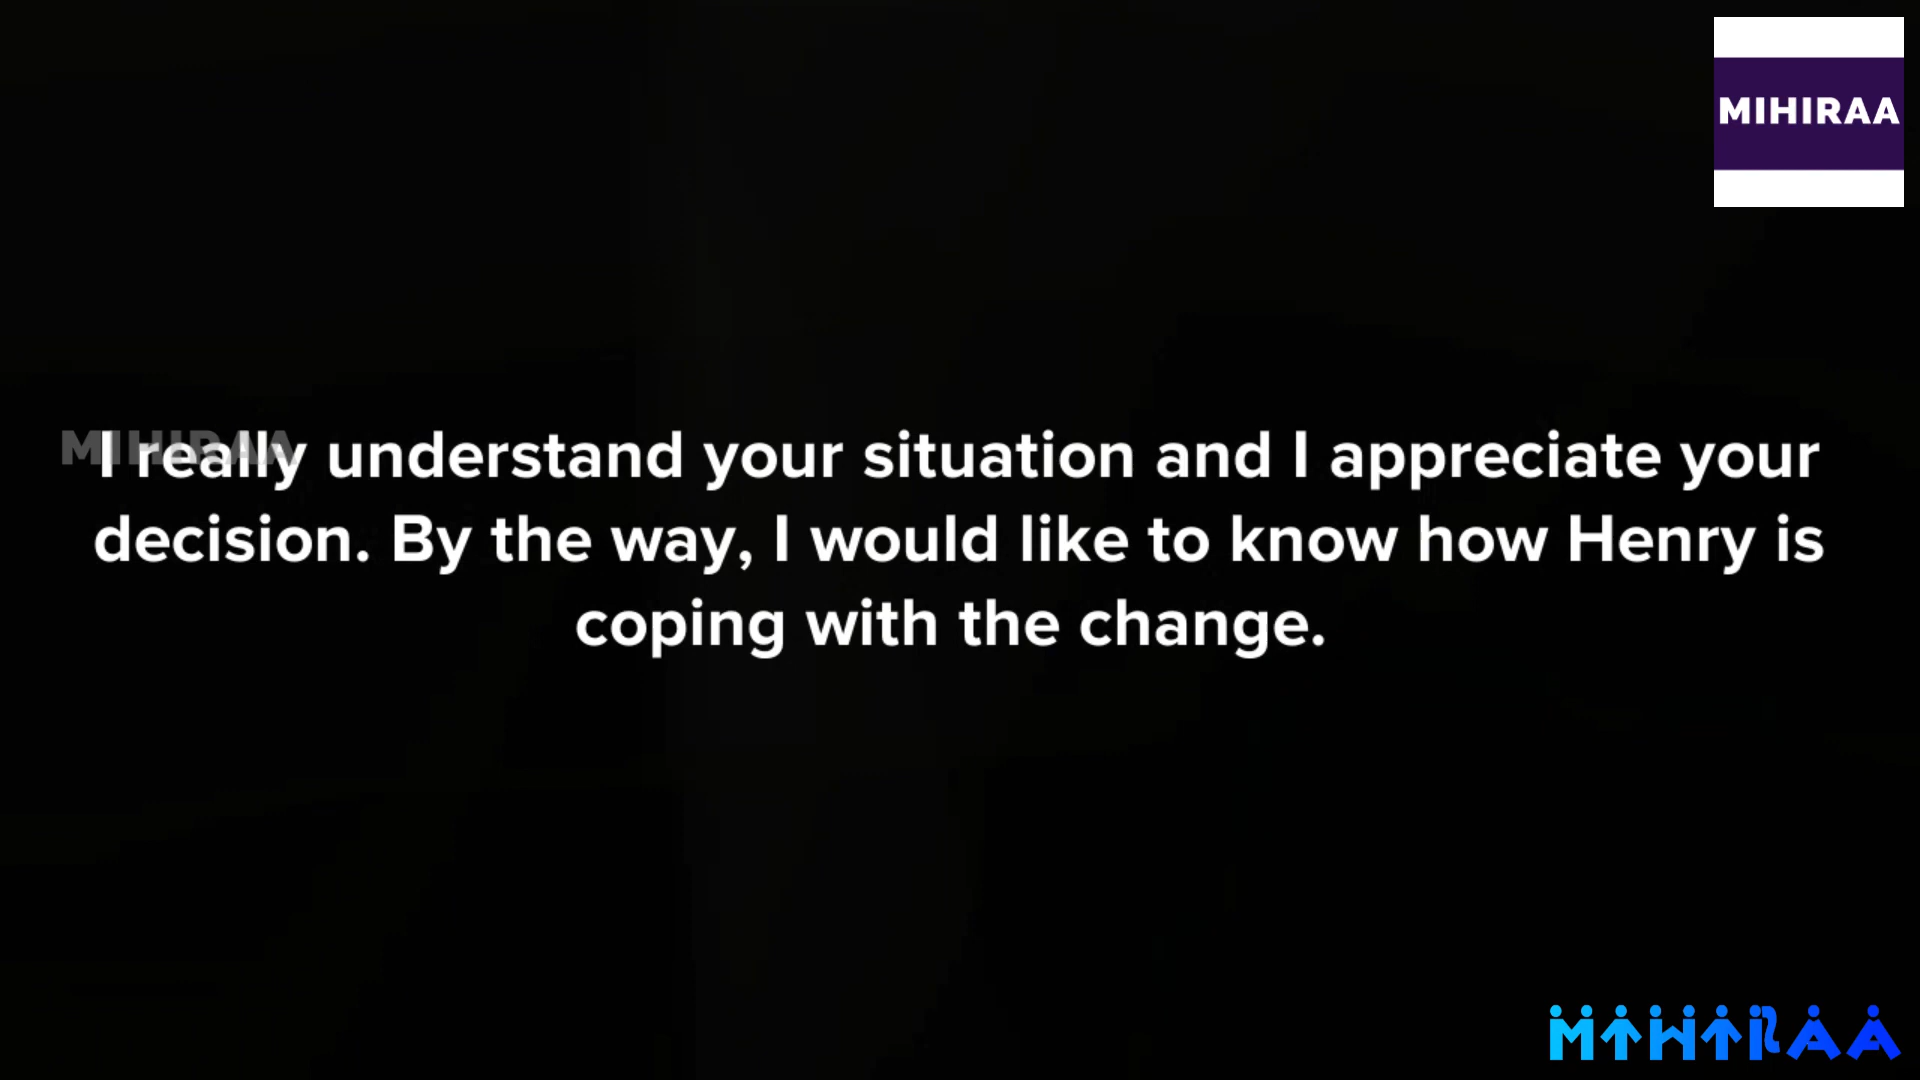 MIHIRAA
MIHIRAA
I really understand your situation and I appreciate your
decision. By the way, I would like to know how Henry is
coping with the change.
MIHIRAA